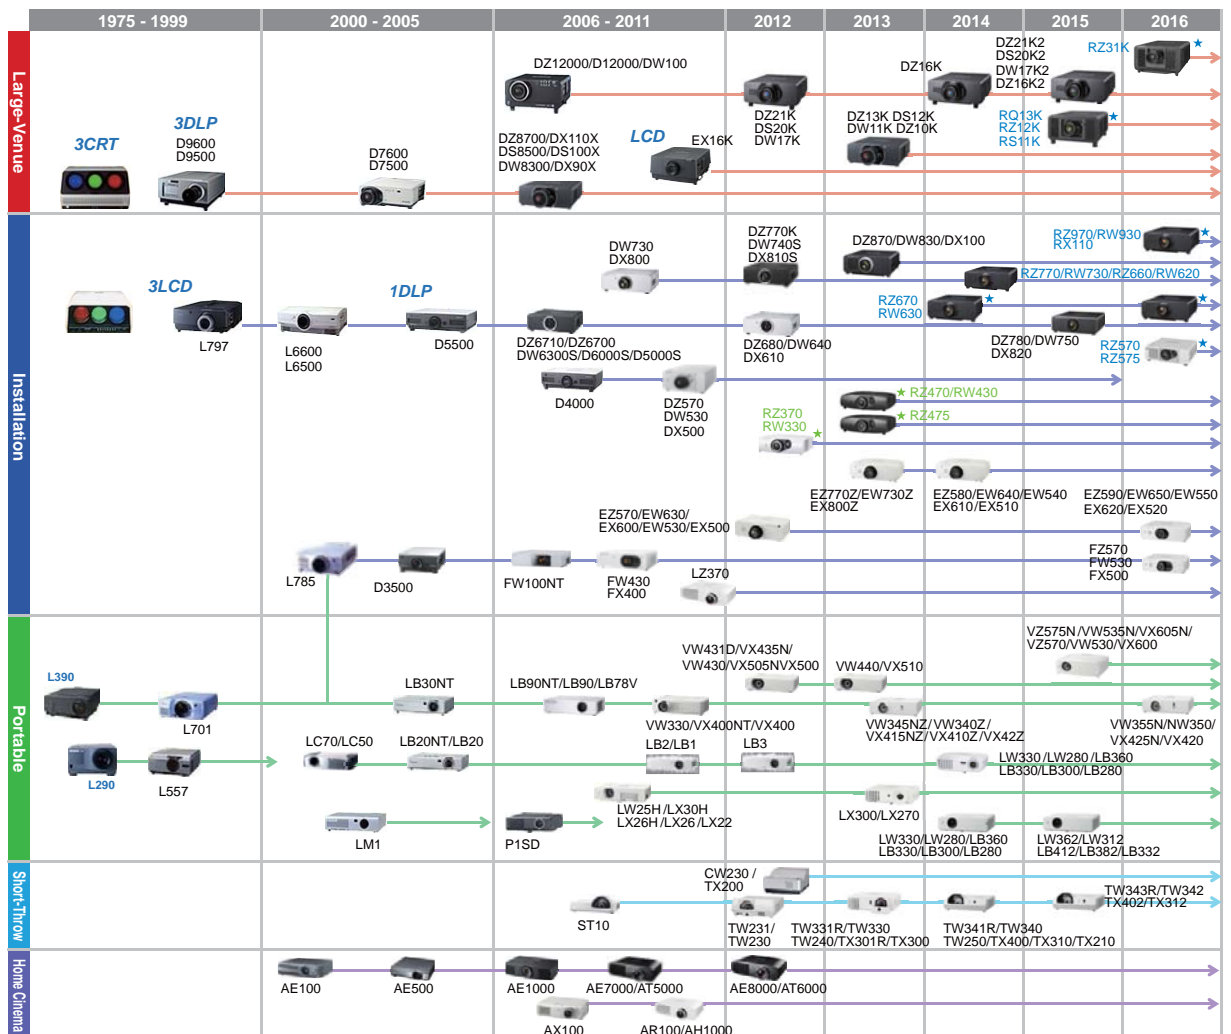 1975 - 1999
2000 - 2005
2006 - 2011
2012
2013
2014
2015
2016
Large-Venue
3CRT
3DLP
D9600
D9500
D7600
D7500
DZ12000/D12000/DW100
DZ8700/DX110X
DS8500/DS100X
DW8300/DX90X
LCD
EX16K
DZ21K
DS20K
DW17K
DZ13K DS12K
DW11K DZ10K
DZ16K
DZ21K2
DS20K2
DW17K2
DZ16K2
RQ13K
RZ12K
RS11K
★
RZ31K
★
Installation
3LCD
L797
L6600
L6500
1DLP
D5500
DW730
DX800
DZ6710/DZ6700
DW6300S/D6000S/D5000S
D4000
DZ570
DW530
DX500
DZ770K
DW740S
DX810S
DZ680/DW640
DX610
RZ370
RW330
★
DZ870/DW830/DX100
RZ670
RW630
★
★ RZ470/RW430
★ RZ475
RZ770/RW730/RZ660/RW620
DZ780/DW750
DX820
RZ970/RW930
RX110
★
★
RZ570
RZ575
★
EZ770Z/EW730Z
EX800Z
EZ580/EW640/EW540
EX610/EX510
EZ590/EW650/EW550
EX620/EX520
EZ570/EW630/
EX600/EW530/EX500
L785
D3500
FW100NT
FW430
FX400
LZ370
FZ570
FW530
FX500
Portable
L390
L701
LB30NT
LB90NT/LB90/LB78V
VW431D/VX435N/
VW430/VX505NVX500
VW330/VX400NT/VX400
VW440/VX510
VW345NZ/VW340Z/
VX415NZ/VX410Z/VX42Z
VZ575N/VW535N/VX605N/
VZ570/VW530/VX600
VW355N/NW350/
VX425N/VX420
L290
L557
LC70/LC50
LB20NT/LB20
LB2/LB1
LB3
LW330/LW280/LB360
LB330/LB300/LB280
LW25H/LX30H
LX26H/LX26/LX22
LX300/LX270
LM1
P1SD
LW330/LW280/LB360
LB330/LB300/LB280
LW362/LW312
LB412/LB382/LB332
Short-Throw
CW230 /
TX200
ST10
TW231/
TW230
TW331R/TW330
TW240/TX301R/TX300
TW341R/TW340
TW250/TX400/TX310/TX210
TW343R/TW342
TX402/TX312
Home Cinema
AE100
AE500
AE1000
AE7000/AT5000
AE8000/AT6000
AX100
AR100/AH1000